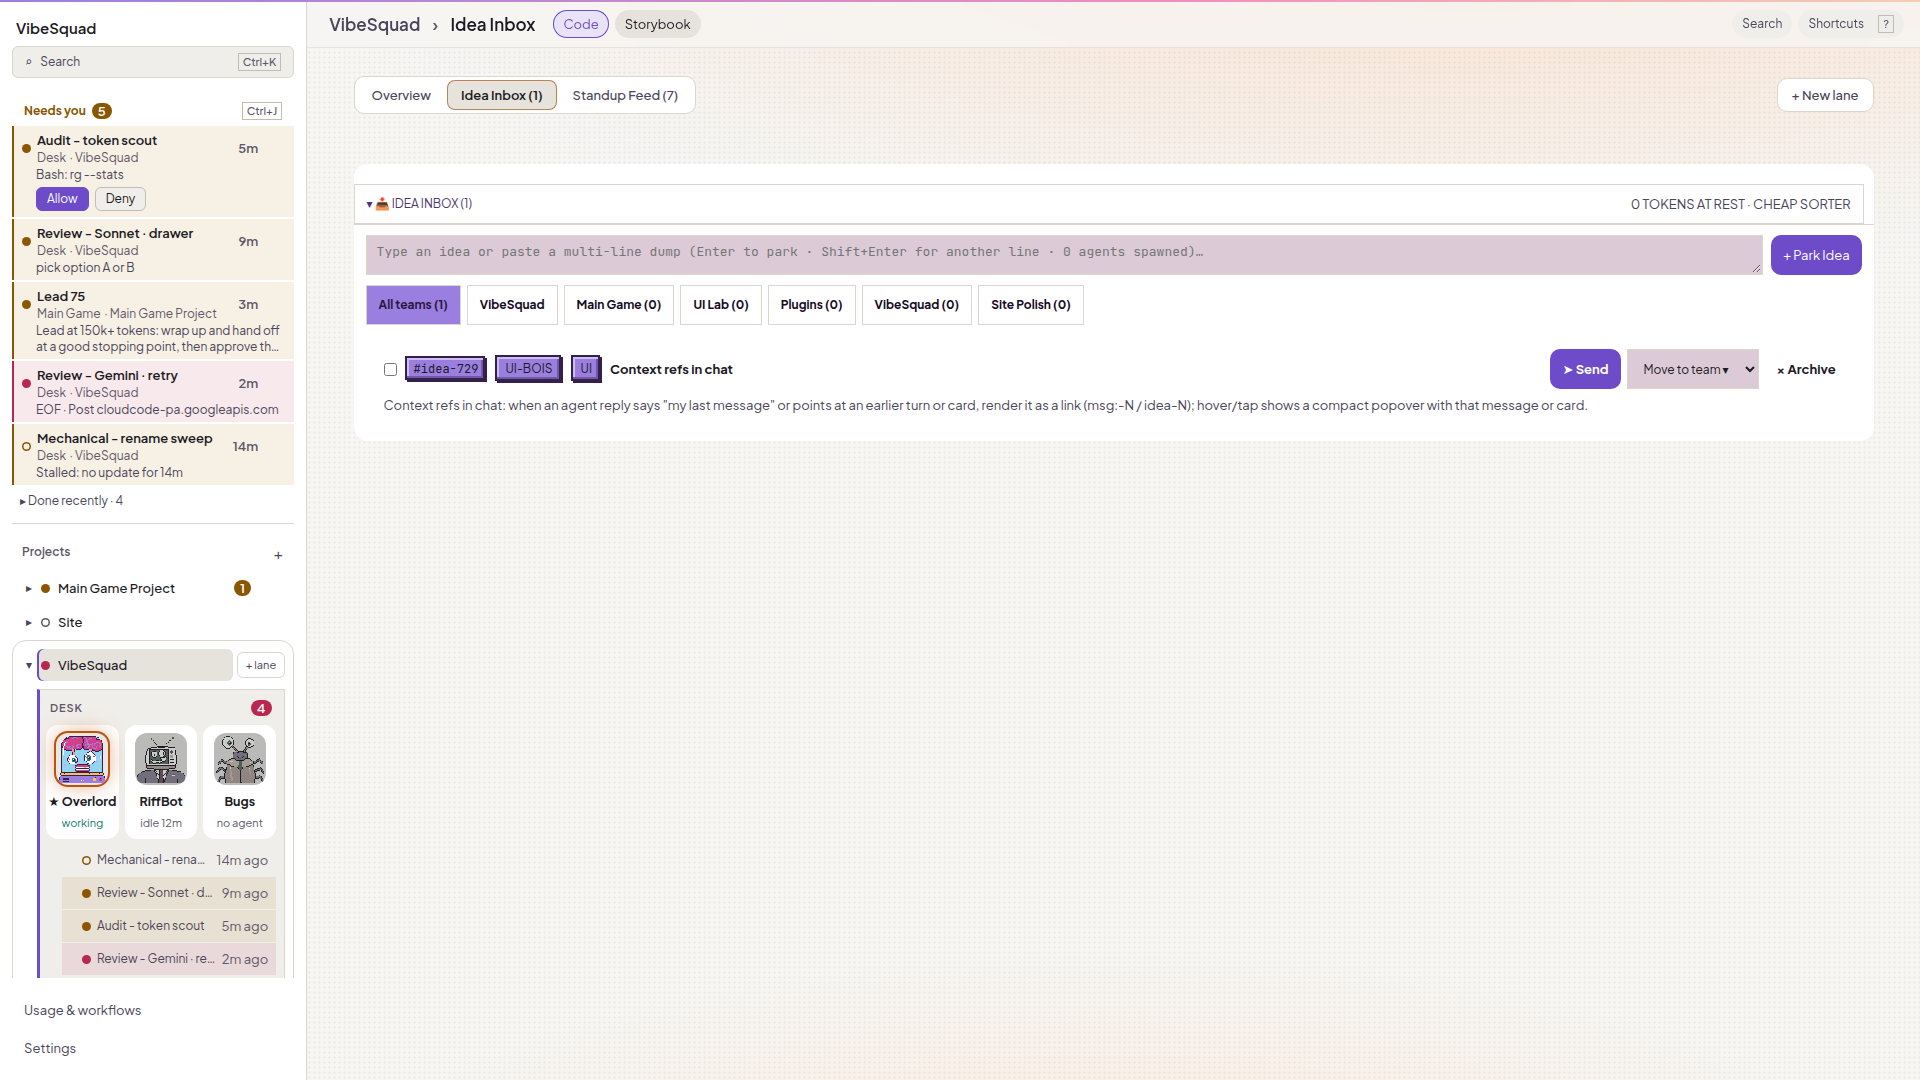 VibeSquad
Search
Ctrl+K
Needs you 5
Ctrl+J
Audit – token scout
5m
Desk · VibeSquad
Bash: rg --stats
Allow
Deny
Review – Sonnet · drawer
9m
Desk · VibeSquad
pick option A or B
Lead 75
3m
Main Game · Main Game Project
Lead at 150k+ tokens: wrap up and hand off
at a good stopping point, then approve th…
Review – Gemini · retry
2m
Desk · VibeSquad
EOF · Post cloudcode-pa.googleapis.com
Mechanical – rename sweep
14m
Desk · VibeSquad
Stalled: no update for 14m
▸ Done recently · 4
Projects
+
▸ Main Game Project 1
▸ Site
▾ VibeSquad
+ lane
DESK
4
★ Overlord
working
RiffBot
idle 12m
Bugs
no agent
Mechanical – rena… 14m ago
Review – Sonnet · d… 9m ago
Audit – token scout 5m ago
Review – Gemini · re… 2m ago
Usage & workflows
Settings
VibeSquad › Idea Inbox
Code
Storybook
Search
Shortcuts ?
Overview
Idea Inbox (1)
Standup Feed (7)
+ New lane
▾ 📥 IDEA INBOX (1)
0 TOKENS AT REST · CHEAP SORTER
Type an idea or paste a multi-line dump (Enter to park · Shift+Enter for another line · 0 agents spawned)…
+ Park Idea
All teams (1)
VibeSquad
Main Game (0)
UI Lab (0)
Plugins (0)
VibeSquad (0)
Site Polish (0)
#idea-729
UI-BOIS
UI
Context refs in chat
➤ Send
Move to team ▾
× Archive
Context refs in chat: when an agent reply says "my last message" or points at an earlier turn or card, render it as a link (msg:-N / idea-N); hover/tap shows a compact popover with that message or card.